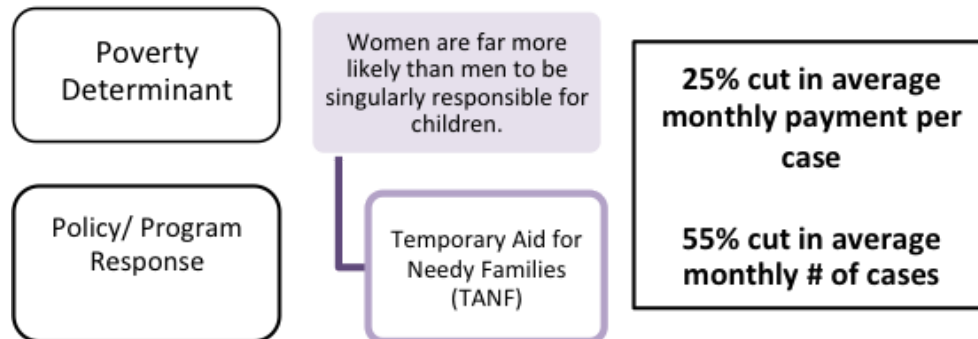 Poverty
Determinant
Women are far more
likely than men to be
singularly responsible for
children.
25% cut in average
monthly payment per
case
55% cut in average
monthly # of cases
Policy/ Program
Response
Temporary Aid for
Needy Families
(TANF)